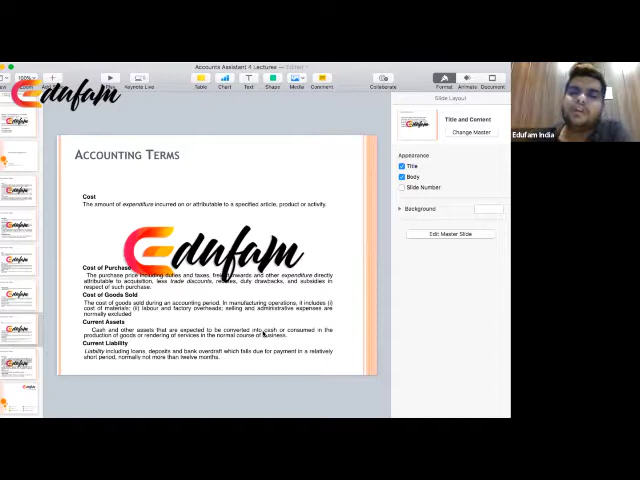 Accounts Assistant 4 Lectures — Edited
100%
Keynote Live
Table
Chart
Text
Shape
Media
Comment
Collaborate
Format
Animate
Document
Edufam
Slide Layout
Title and Content
Change Master
Edufam India
Appearance
Title
Body
Slide Number
Background
Edit Master Slide
ACCOUNTING TERMS
Cost
The amount of expenditure incurred on or attributable to a specified article, product or activity.
Edufam
Cost of Purchase
The purchase price including duties and taxes, freight inwards and other expenditure directly
attributable to acquisition, less trade discounts, rebates, duty drawbacks, and subsidies in
respect of such purchase.
Cost of Goods Sold
The cost of goods sold during an accounting period. In manufacturing operations, it includes (i)
cost of materials; (ii) labour and factory overheads; selling and administrative expenses are
normally excluded
Current Assets
Cash and other assets that are expected to be converted into cash or consumed in the
production of goods or rendering of services in the normal course of business.
Current Liability
Liability including loans, deposits and bank overdraft which falls due for payment in a relatively
short period, normally not more than twelve months.